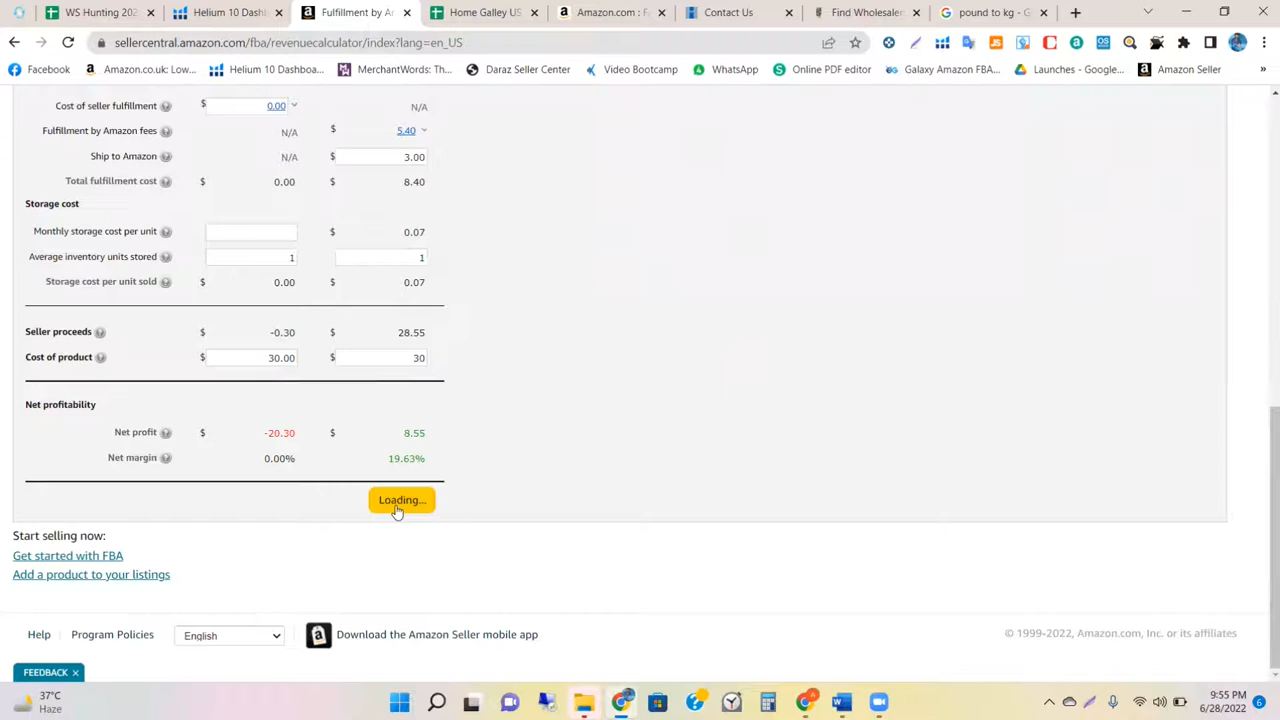 WS Hunting 202
Helium 10 Dashb
Fulfillment by A
Home Galley US
Amazon.com : F
Contact Us
Find Wholesaler
pound to kg - G
sellercentral.amazon.com/fba/revenuecalculator/index?lang=en_US
Facebook
Amazon.co.uk: Low...
Helium 10 Dashboa...
MerchantWords: Th...
Daraz Seller Center
Video Bootcamp
WhatsApp
Online PDF editor
Galaxy Amazon FBA...
Launches - Google...
Amazon Seller
Cost of seller fulfillment $ 0.00 N/A
Fulfillment by Amazon fees N/A $ 5.40
Ship to Amazon N/A $ 3.00
Total fulfillment cost $ 0.00 $ 8.40
Storage cost
Monthly storage cost per unit $ 0.07
Average inventory units stored 1 1
Storage cost per unit sold $ 0.00 $ 0.07
Seller proceeds $ -0.30 $ 28.55
Cost of product $ 30.00 $ 30
Net profitability
Net profit $ -20.30 $ 8.55
Net margin 0.00% 19.63%
Loading...
Start selling now:
Get started with FBA
Add a product to your listings
Help Program Policies English Download the Amazon Seller mobile app © 1999-2022, Amazon.com, Inc. or its affiliates
FEEDBACK ×
37°C
Haze
9:55 PM
6/28/2022
6